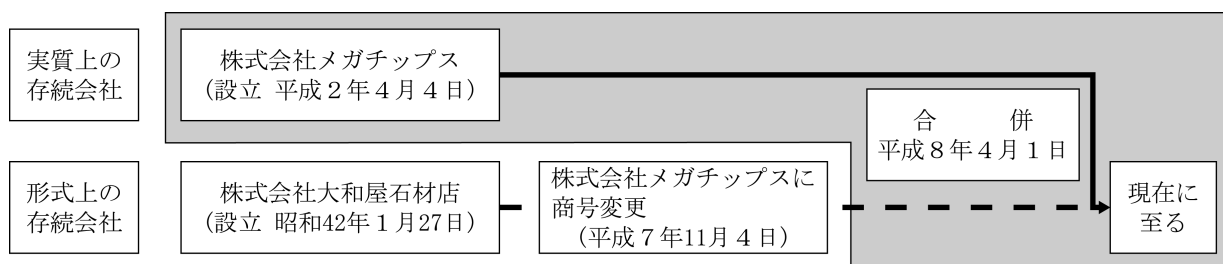 実質上の
存続会社
株式会社メガチップス
(設立 平成２年４月４日)
合　　併
平成８年４月１日
形式上の
存続会社
株式会社大和屋石材店
(設立 昭和42年１月27日)
株式会社メガチップスに
商号変更
(平成７年11月４日)
現在に
至る